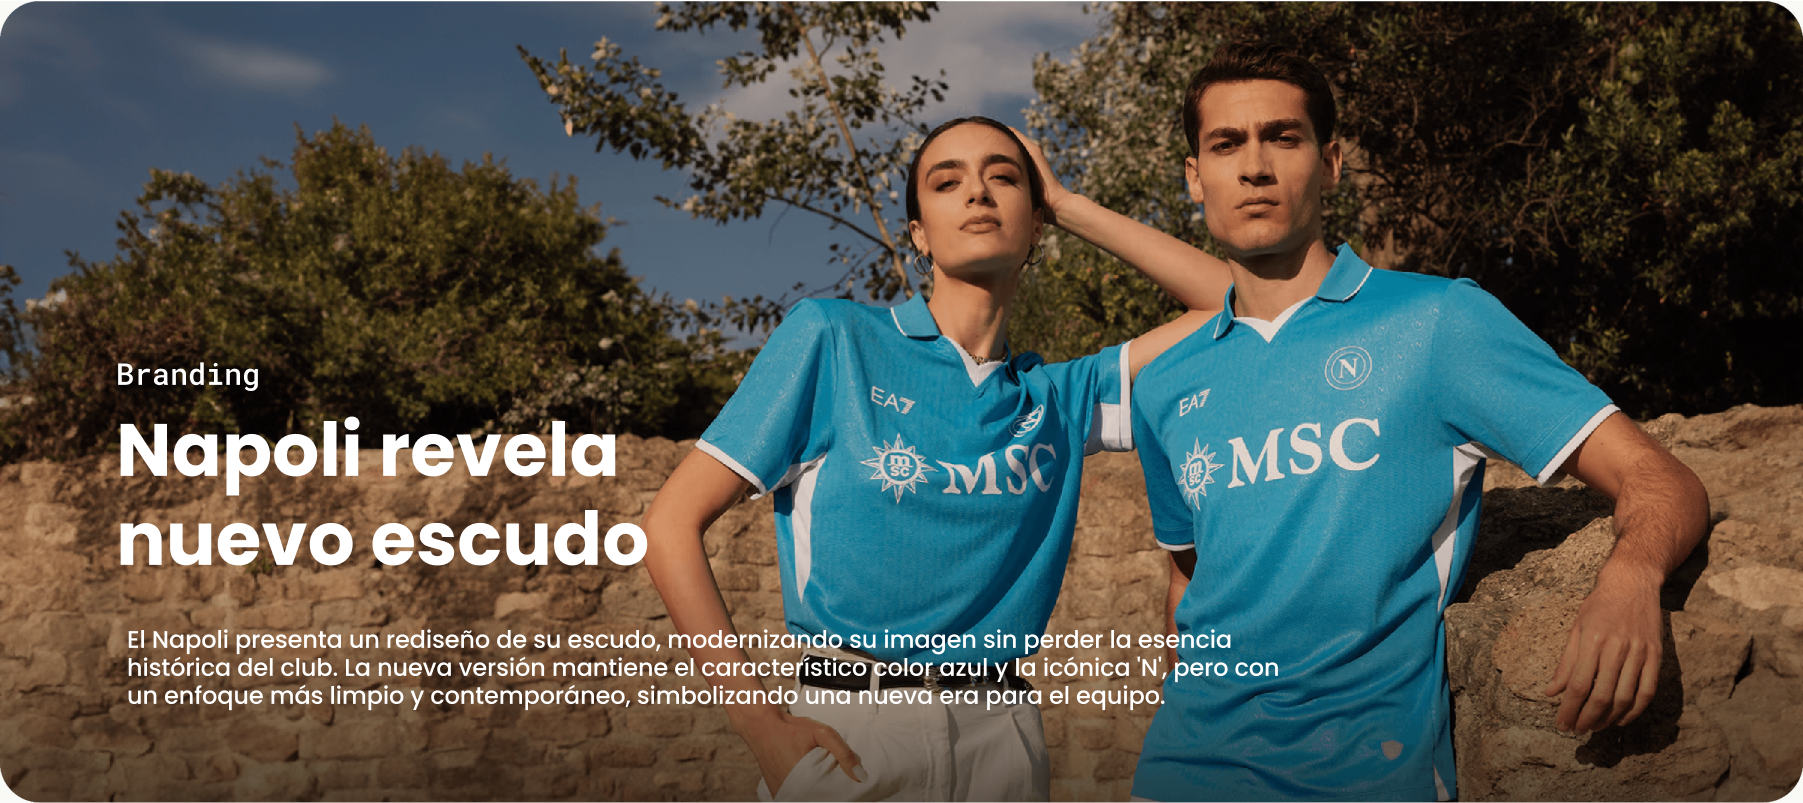 Branding
Napoli revela
nuevo escudo
EA7
m
sc
MSC
EA7
N
m
sc
MSC
El Napoli presenta un rediseño de su escudo, modernizando su imagen sin perder la esencia
histórica del club. La nueva versión mantiene el característico color azul y la icónica 'N', pero con
un enfoque más limpio y contemporáneo, simbolizando una nueva era para el equipo.